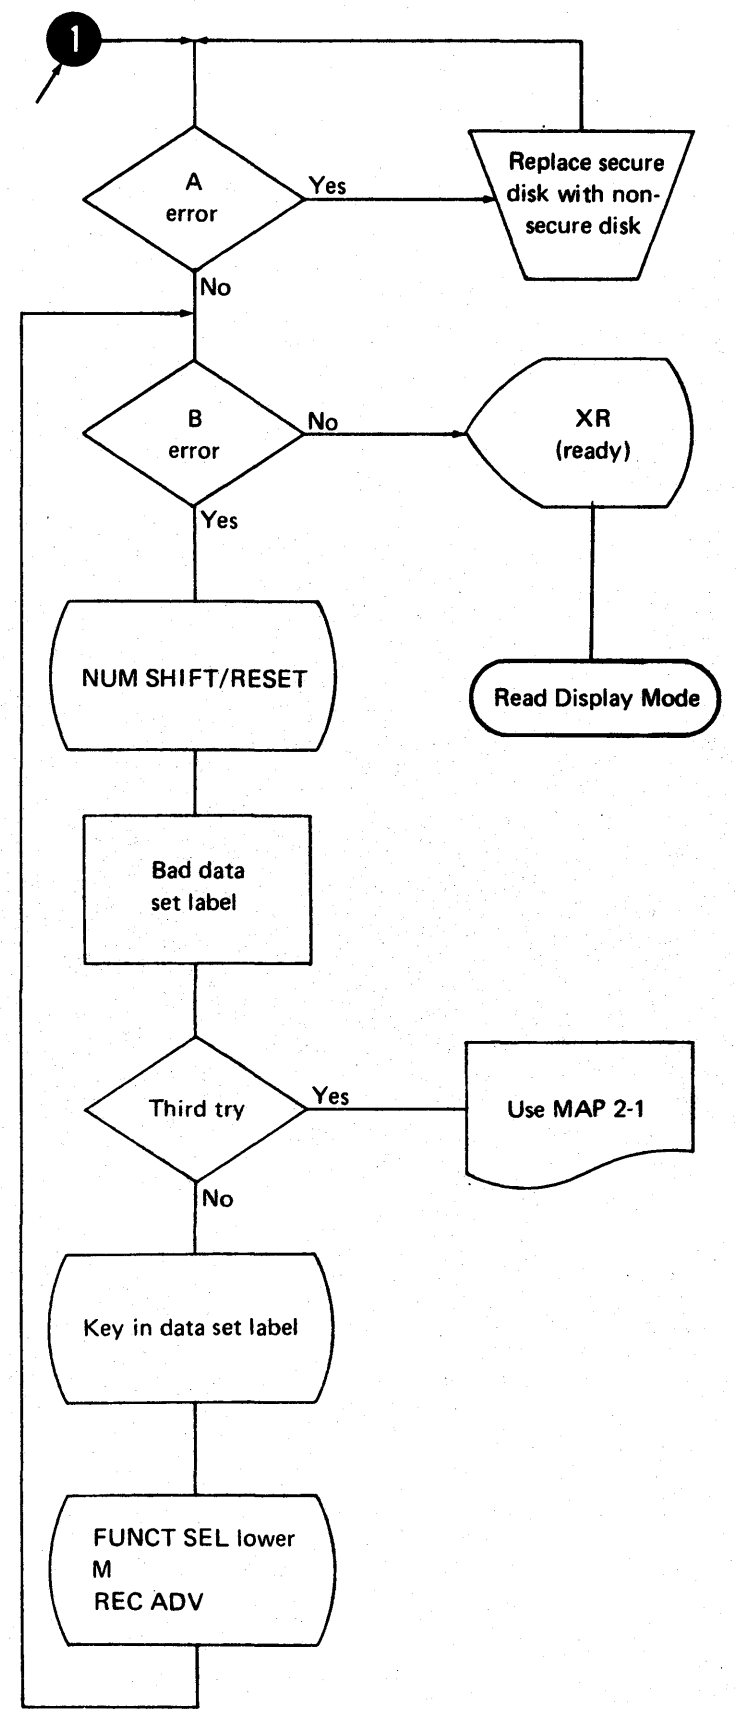 1
A
error
Yes
Replace secure
disk with non-
secure disk
No
B
error
No
XR
(ready)
Yes
NUM SHIFT/RESET
Read Display Mode
Bad data
set label
Third try
Yes
Use MAP 2-1
No
Key in data set label
FUNCT SEL lower
M
REC ADV